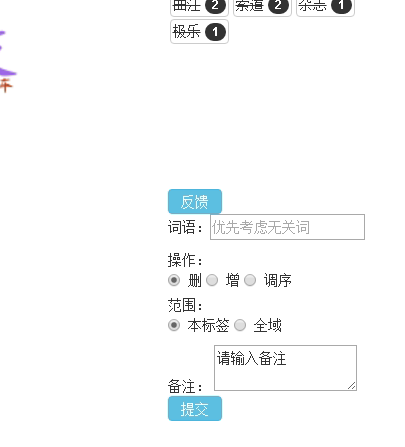 曲江 2 索道 2 杂志 1
极乐 1
车
反馈
词语：优先考虑无关词
操作：
删 增 调序
范围：
本标签 全域
请输入备注
备注：
提交